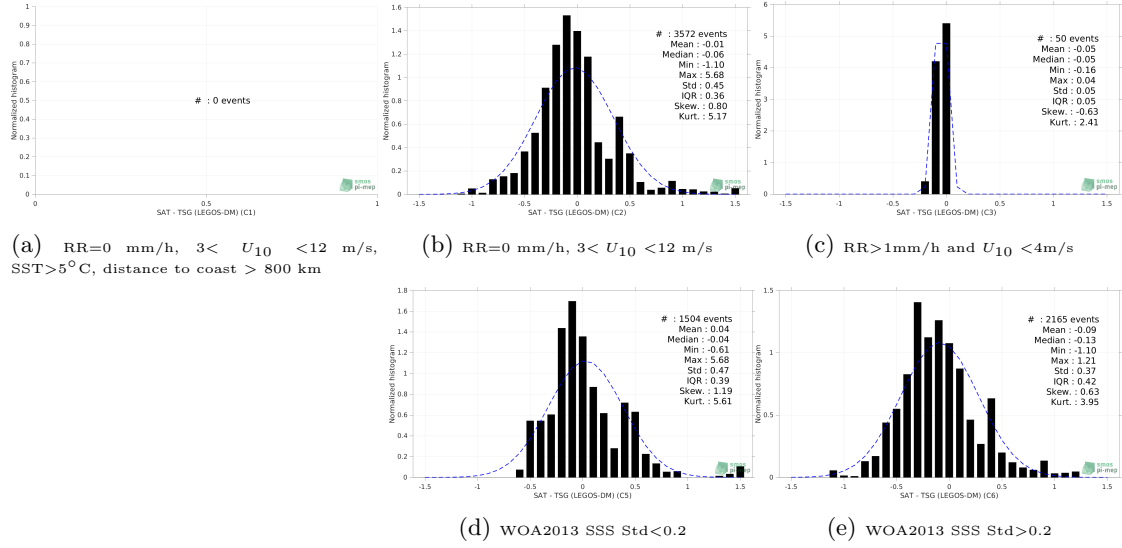 1
0.9
0.8
0.7
0.6
0.5
0.4
0.3
0.2
0.1
0
Normalized histogram
# : 0 events
smos
pi-mep
0 0.5 1
SAT - TSG (LEGOS-DM) (C1)
(a) RR=0 mm/h, 3< U10 <12 m/s,
SST>5°C, distance to coast > 800 km
1.6
1.4
1.2
1
0.8
0.6
0.4
0.2
0
Normalized histogram
# : 3572 events
Mean : -0.01
Median : -0.06
Min : -1.10
Max : 5.68
Std : 0.45
IQR : 0.36
Skew. : 0.80
Kurt. : 5.17
smos
pi-mep
-1.5 -1 -0.5 0 0.5 1 1.5
SAT - TSG (LEGOS-DM) (C2)
(b) RR=0 mm/h, 3< U10 <12 m/s
6
5
4
3
2
1
0
Normalized histogram
# : 50 events
Mean : -0.05
Median : -0.05
Min : -0.16
Max : 0.04
Std : 0.05
IQR : 0.05
Skew. : -0.63
Kurt. : 2.41
smos
pi-mep
-1.5 -1 -0.5 0 0.5 1 1.5
SAT - TSG (LEGOS-DM) (C3)
(c) RR>1mm/h and U10 <4m/s
1.8
1.6
1.4
1.2
1
0.8
0.6
0.4
0.2
0
Normalized histogram
# : 1504 events
Mean : 0.04
Median : -0.04
Min : -0.61
Max : 5.68
Std : 0.47
IQR : 0.39
Skew. : 1.19
Kurt. : 5.61
smos
pi-mep
-1.5 -1 -0.5 0 0.5 1 1.5
SAT - TSG (LEGOS-DM) (C5)
(d) WOA2013 SSS Std<0.2
1.5
1
0.5
0
Normalized histogram
# : 2165 events
Mean : -0.09
Median : -0.13
Min : -1.10
Max : 1.21
Std : 0.37
IQR : 0.42
Skew. : 0.63
Kurt. : 3.95
smos
pi-mep
-1.5 -1 -0.5 0 0.5 1 1.5
SAT - TSG (LEGOS-DM) (C6)
(e) WOA2013 SSS Std>0.2